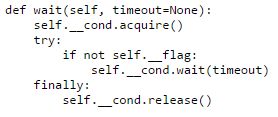 def wait(self, timeout=None):
    self.__cond.acquire()
    try:
        if not self.__flag:
            self.__cond.wait(timeout)
    finally:
        self.__cond.release()